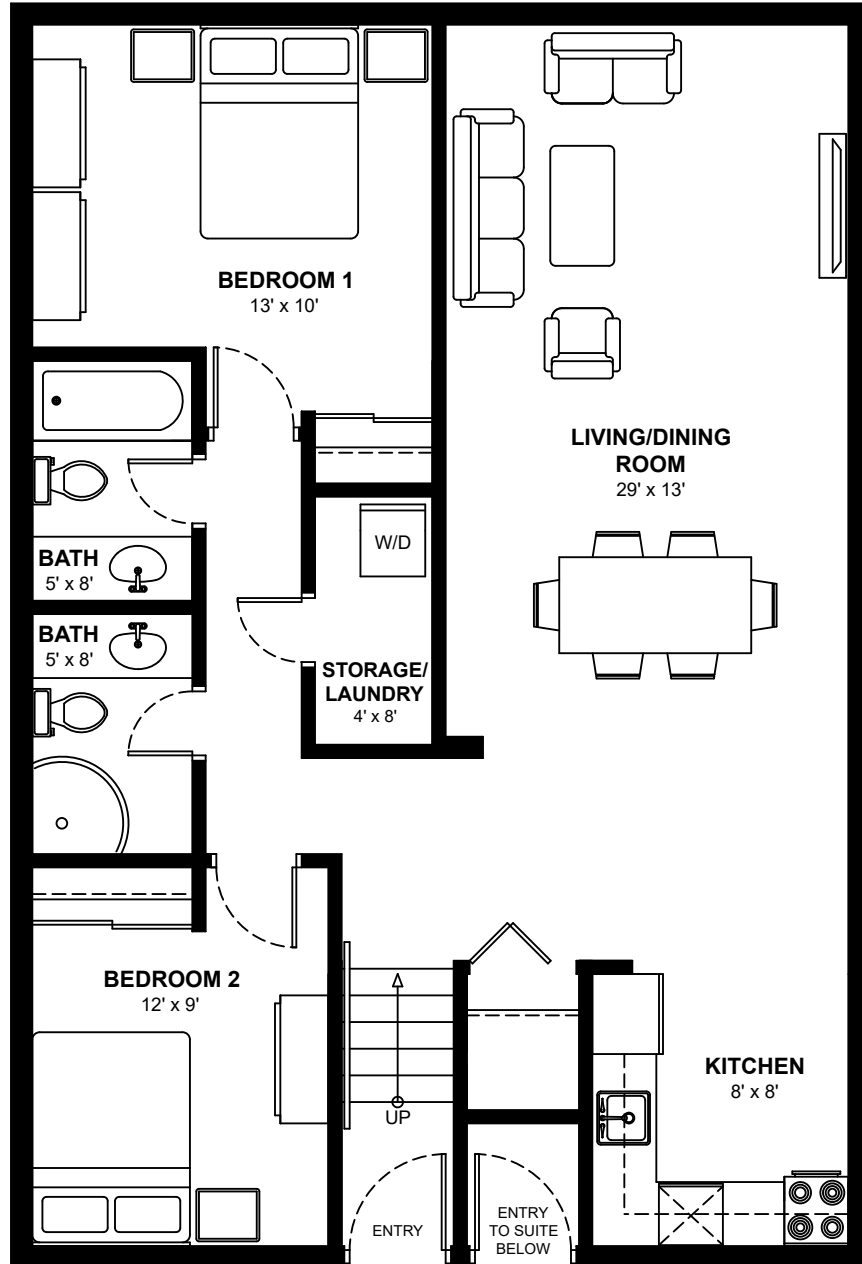 BEDROOM 1
13' x 10'
LIVING/DINING
ROOM
29' x 13'
W/D
BATH
5' x 8'
BATH
5' x 8'
STORAGE/
LAUNDRY
4' x 8'
BEDROOM 2
12' x 9'
KITCHEN
8' x 8'
UP
ENTRY
ENTRY
TO SUITE
BELOW